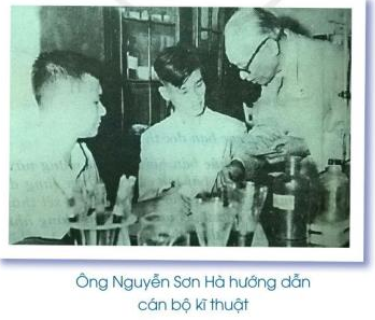 Ông Nguyễn Sơn Hà hướng dẫn
cán bộ kĩ thuật